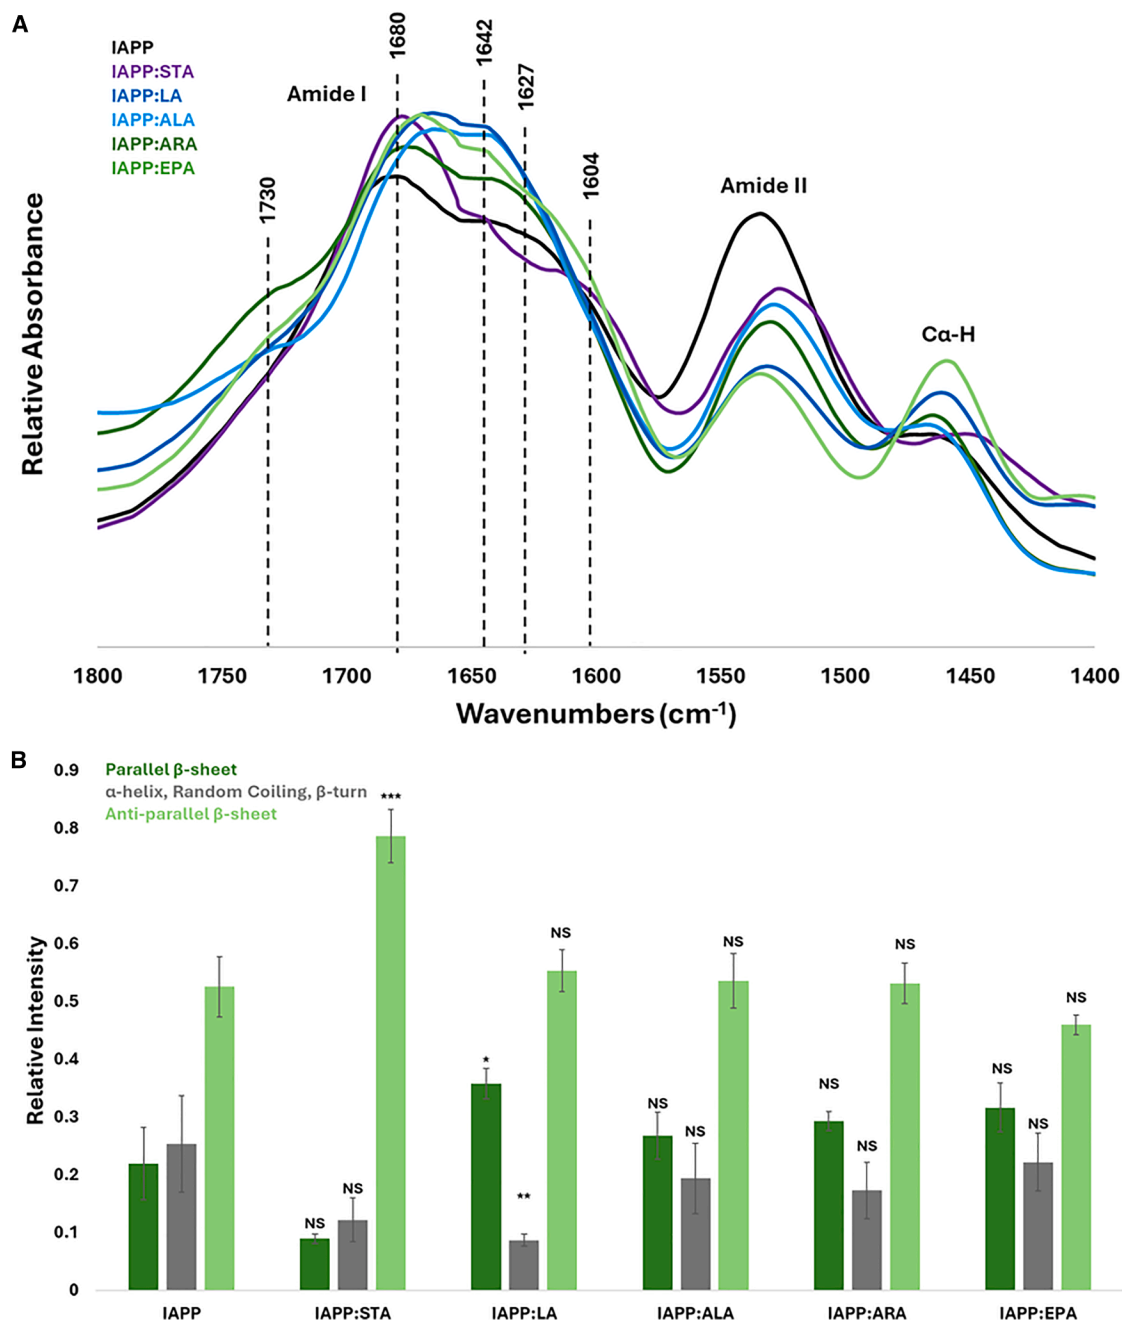 A
IAPP
IAPP:STA
IAPP:LA
IAPP:ALA
IAPP:ARA
IAPP:EPA
Amide I
1730
1680
1642
1627
1604
Amide II
Cα-H
Relative Absorbance
1800 1750 1700 1650 1600 1550 1500 1450 1400
Wavenumbers (cm⁻¹)
B
Parallel β-sheet
α-helix, Random Coiling, β-turn
Anti-parallel β-sheet
Relative Intensity
0.9
0.8
0.7
0.6
0.5
0.4
0.3
0.2
0.1
0
NS NS ***
* ** NS
NS NS NS
NS NS NS
NS NS NS
IAPP IAPP:STA IAPP:LA IAPP:ALA IAPP:ARA IAPP:EPA